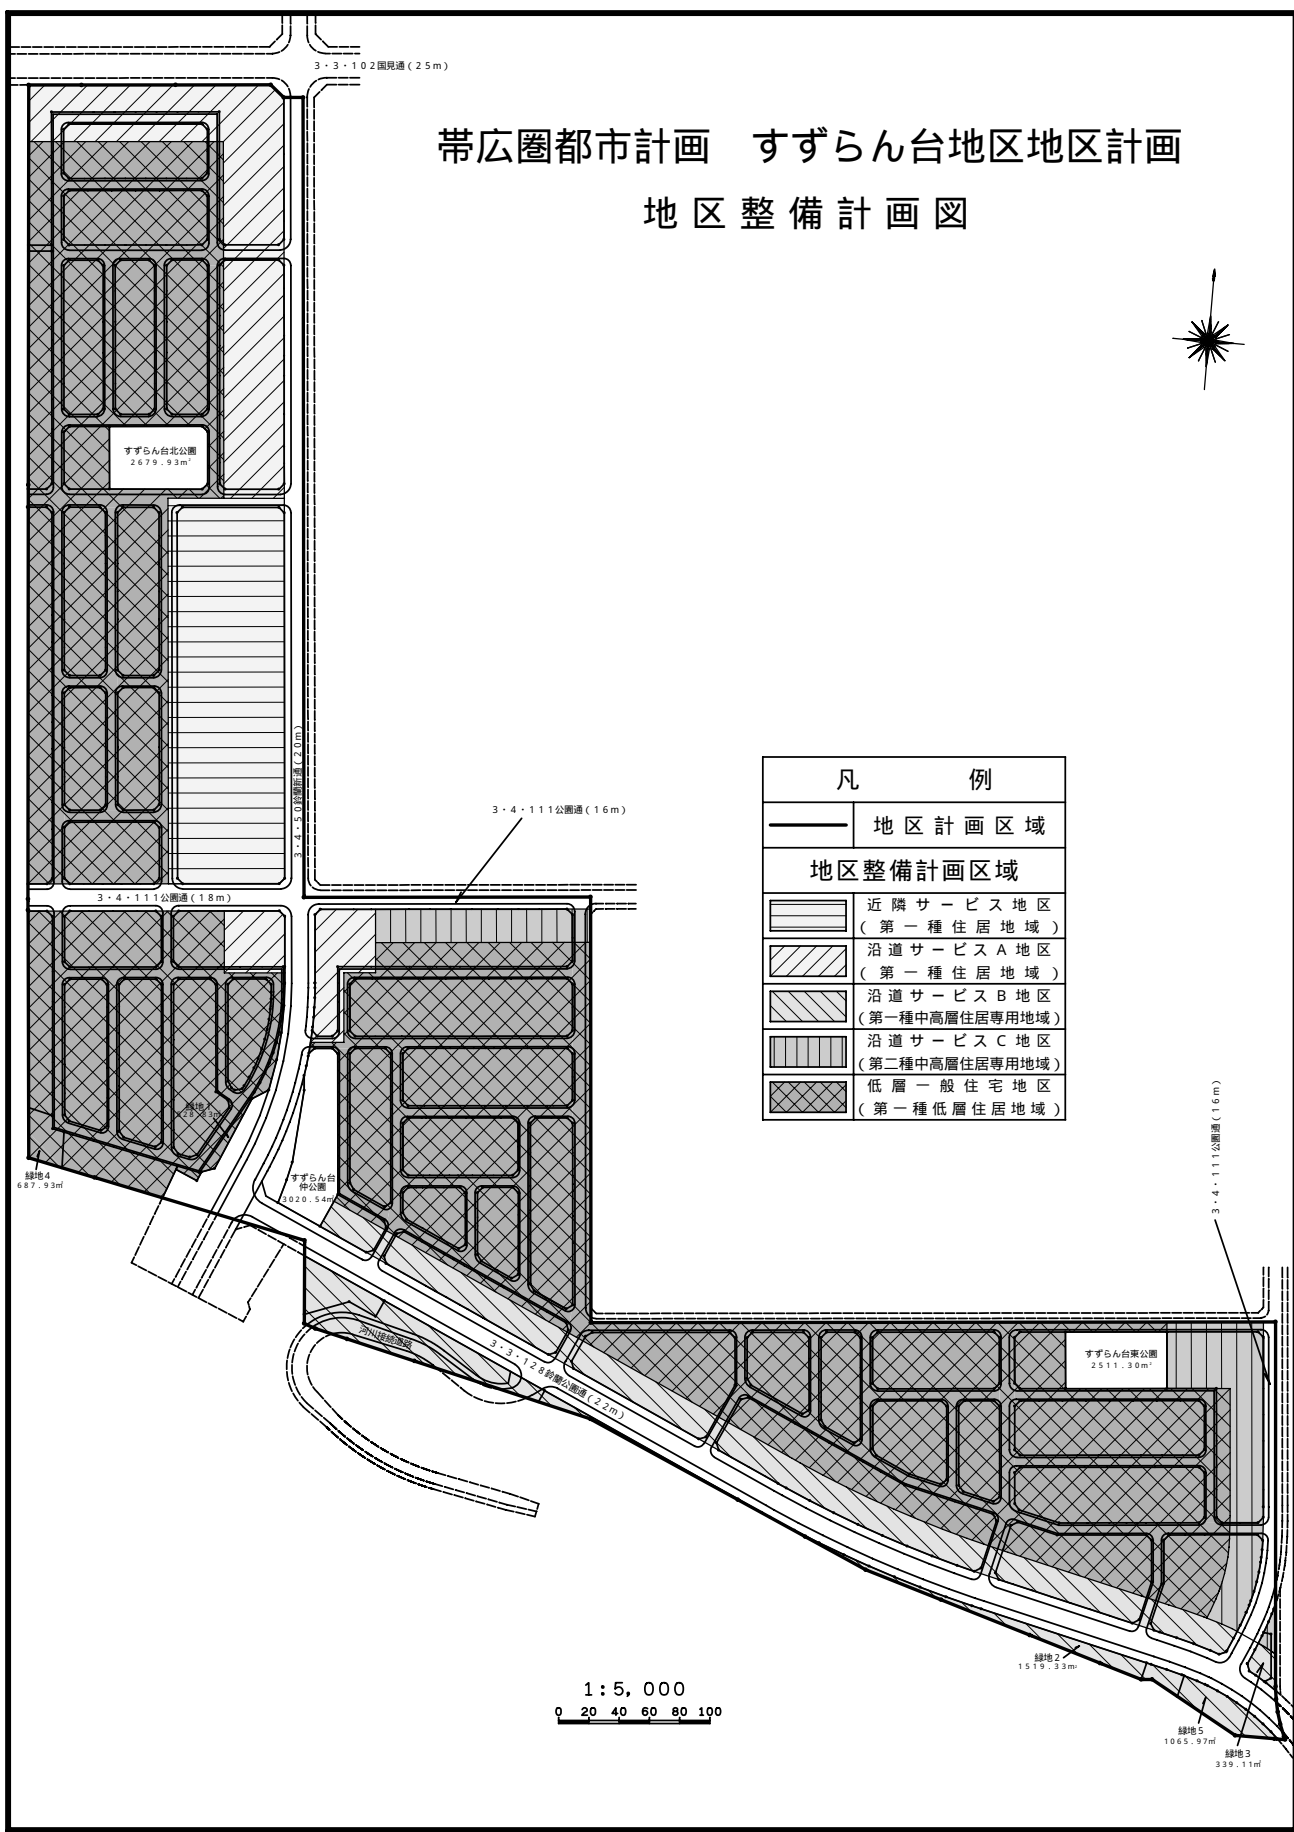 3・3・102国見通(25m)
帯広圏都市計画　すずらん台地区地区計画
地区整備計画図
すずらん台北公園
2679.93㎡
3・4・50鈴蘭新通(20m)
3・4・111公園通(16m)
3・4・111公園通(18m)
凡例
地区計画区域
地区整備計画区域
近隣サービス地区
(第一種住居地域)
沿道サービスA地区
(第一種住居地域)
沿道サービスB地区
(第一種中高層住居専用地域)
沿道サービスC地区
(第二種中高層住居専用地域)
低層一般住宅地区
(第一種低層住居地域)
3・4・111公園通(16m)
緑地1
緑地4
687.93㎡
すずらん台
仲公園
3020.54㎡
河川接続道路
3・3・128鈴蘭公園通(22m)
すずらん台東公園
2511.30㎡
緑地2
1519.33㎡
緑地5
1065.97㎡
緑地3
339.11㎡
1:5,000
0 20 40 60 80 100